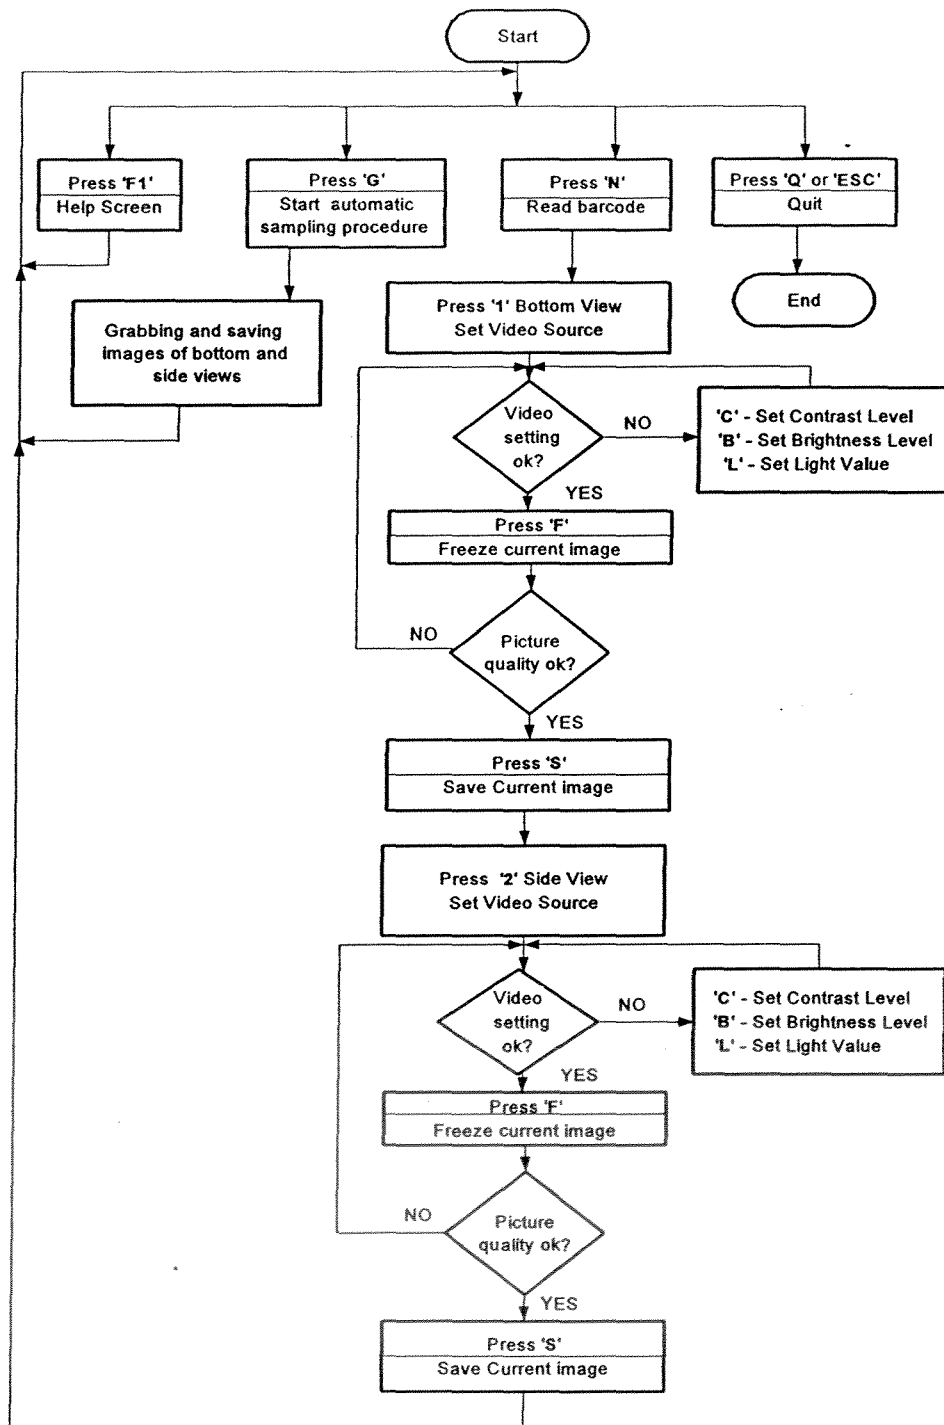 Start
Press 'F1'
Help Screen
Press 'G'
Start automatic
sampling procedure
Press 'N'
Read barcode
Press 'Q' or 'ESC'
Quit
End
Grabbing and saving
images of bottom and
side views
Press '1' Bottom View
Set Video Source
Video
setting
ok?
NO
'C' - Set Contrast Level
'B' - Set Brightness Level
'L' - Set Light Value
YES
Press 'F'
Freeze current image
NO
Picture
quality ok?
YES
Press 'S'
Save Current image
Press '2' Side View
Set Video Source
Video
setting
ok?
NO
'C' - Set Contrast Level
'B' - Set Brightness Level
'L' - Set Light Value
YES
Press 'F'
Freeze current image
NO
Picture
quality ok?
YES
Press 'S'
Save Current image